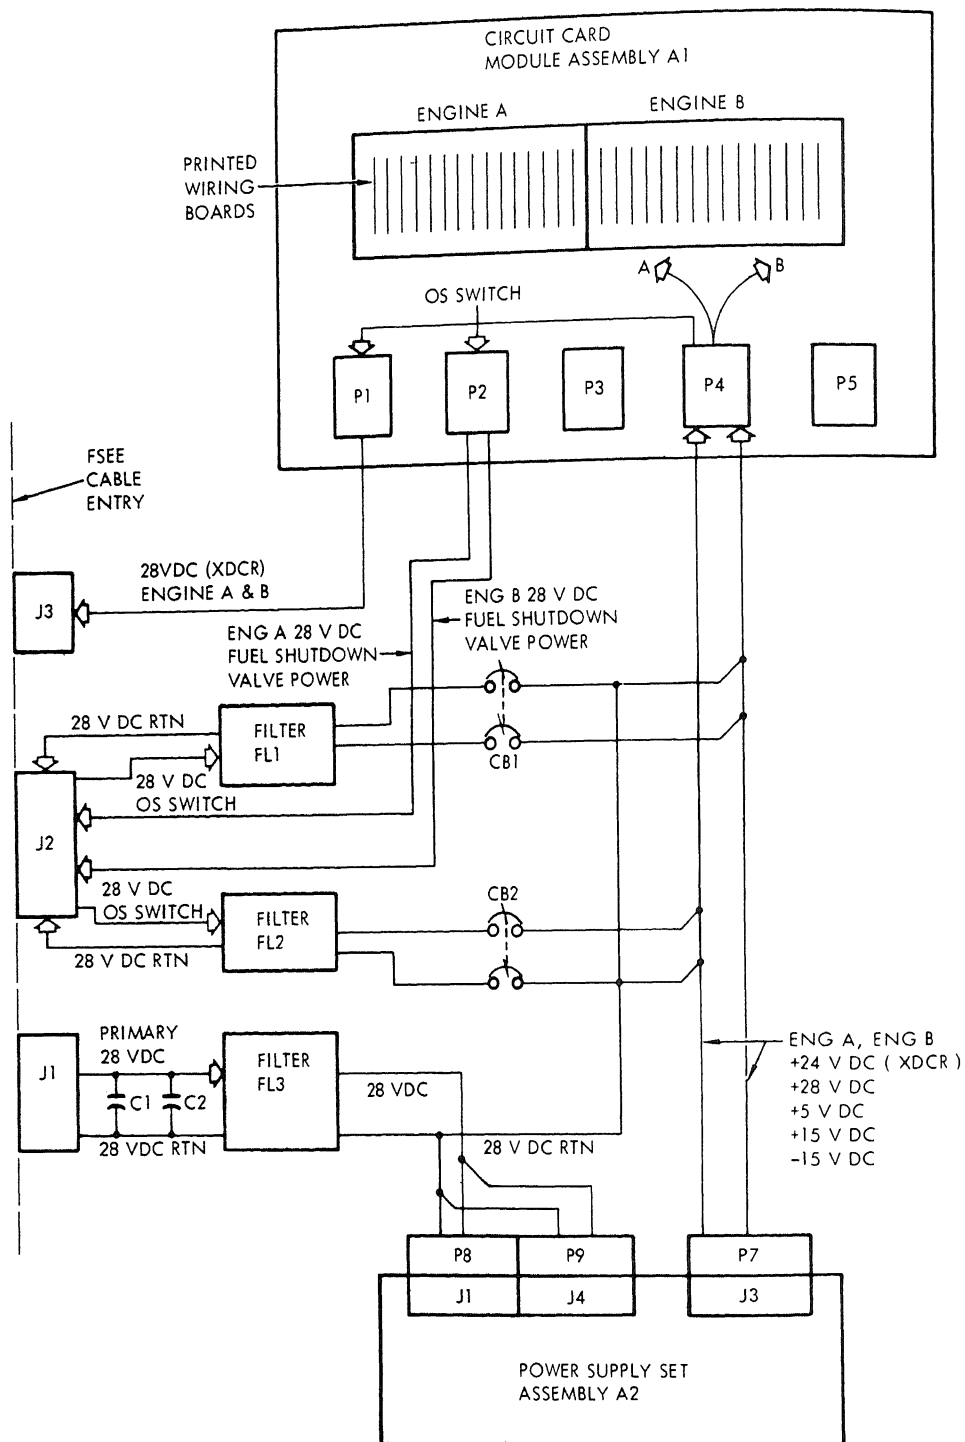 CIRCUIT CARD
MODULE ASSEMBLY A1
ENGINE A
ENGINE B
PRINTED
WIRING
BOARDS
A
B
OS SWITCH
P1
P2
P3
P4
P5
FSEE
CABLE
ENTRY
28VDC (XDCR)
ENGINE A & B
J3
ENG B 28 V DC
FUEL SHUTDOWN
VALVE POWER
ENG A 28 V DC
FUEL SHUTDOWN
VALVE POWER
28 V DC RTN
FILTER
FL1
CB1
28 V DC
OS SWITCH
J2
28 V DC
OS SWITCH
FILTER
FL2
CB2
28 V DC RTN
PRIMARY
28 VDC
J1
C1
C2
FILTER
FL3
28 VDC
28 VDC RTN
28 V DC RTN
ENG A, ENG B
+24 V DC ( XDCR )
+28 V DC
+5 V DC
+15 V DC
–15 V DC
P8
P9
P7
J1
J4
J3
POWER SUPPLY SET
ASSEMBLY A2